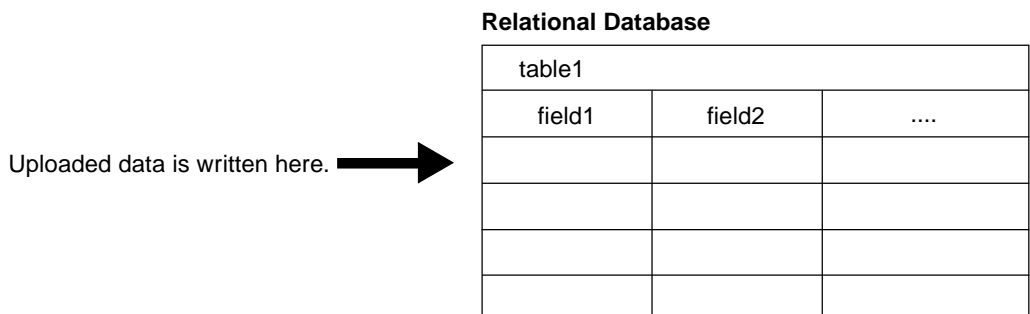 Relational Database
table1
field1 field2 ....
Uploaded data is written here.